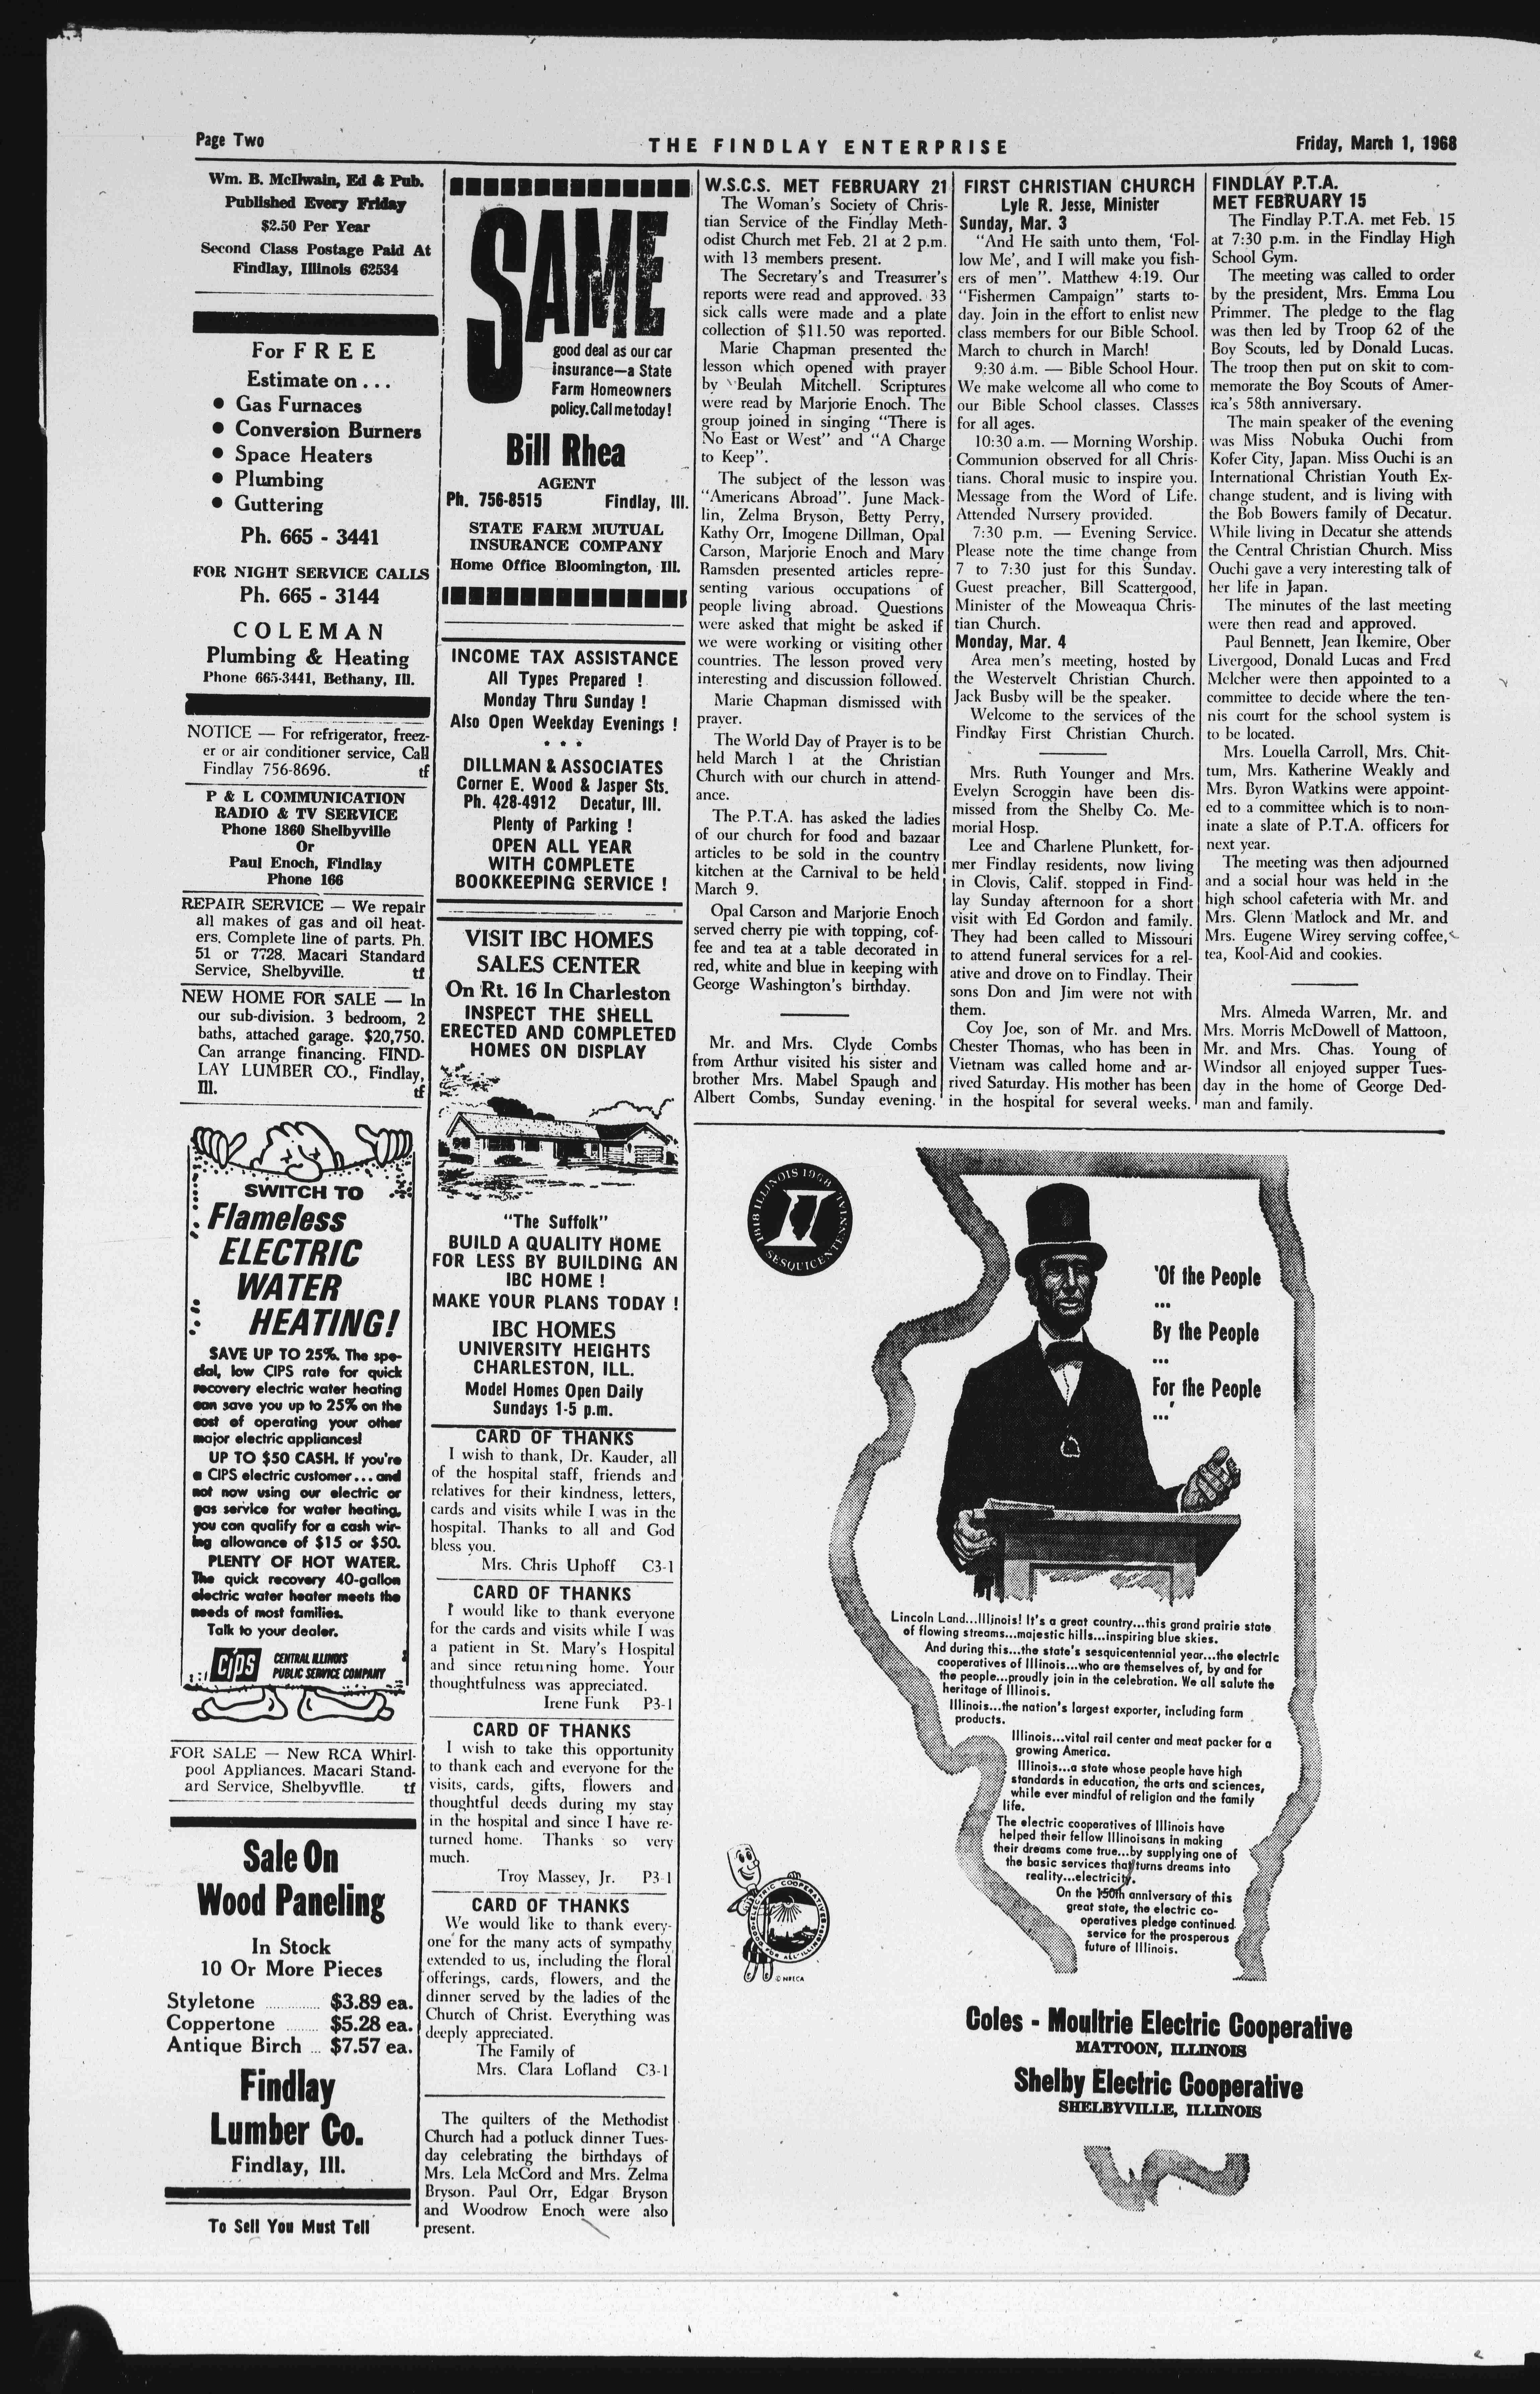 Page Two
THE FINDLAY ENTERPRISE
Friday, March 1, 1968
Wm. B. McIlwain, Ed & Pub.
Published Every Friday
$2.50 Per Year
Second Class Postage Paid At
Findlay, Illinois 62534
For FREE
Estimate on . . .
● Gas Furnaces
● Conversion Burners
● Space Heaters
● Plumbing
● Guttering
Ph. 665 - 3441
FOR NIGHT SERVICE CALLS
Ph. 665 - 3144
COLEMAN
Plumbing & Heating
Phone 665-3441, Bethany, Ill.
NOTICE — For refrigerator, freez-
er or air conditioner service, Call
Findlay 756-8696. tf
P & L COMMUNICATION
RADIO & TV SERVICE
Phone 1860 Shelbyville
Or
Paul Enoch, Findlay
Phone 166
REPAIR SERVICE — We repair
all makes of gas and oil heat-
ers. Complete line of parts. Ph.
51 or 7728. Macari Standard
Service, Shelbyville. tf
NEW HOME FOR SALE — In
our sub-division. 3 bedroom, 2
baths, attached garage. $20,750.
Can arrange financing. FIND-
LAY LUMBER CO., Findlay,
Ill. tf
SWITCH TO
Flameless
ELECTRIC
WATER
HEATING!
SAVE UP TO 25%. The spe-
cial, low CIPS rate for quick
recovery electric water heating
can save you up to 25% on the
cost of operating your other
major electric appliances!
UP TO $50 CASH. If you're
a CIPS electric customer . . . and
not now using our electric or
gas service for water heating,
you can qualify for a cash wir-
ing allowance of $15 or $50.
PLENTY OF HOT WATER.
The quick recovery 40-gallon
electric water heater meets the
needs of most families.
Talk to your dealer.
CIPS
CENTRAL ILLINOIS
PUBLIC SERVICE COMPANY
FOR SALE — New RCA Whirl-
pool Appliances. Macari Stand-
ard Service, Shelbyville. tf
Sale On
Wood Paneling
In Stock
10 Or More Pieces
Styletone .............. $3.89 ea.
Coppertone ......... $5.28 ea.
Antique Birch ... $7.57 ea.
Findlay
Lumber Co.
Findlay, Ill.
To Sell You Must Tell
SAME
good deal as our car
insurance—a State
Farm Homeowners
policy. Call me today!
Bill Rhea
AGENT
Ph. 756-8515 Findlay, Ill.
STATE FARM MUTUAL
INSURANCE COMPANY
Home Office Bloomington, Ill.
INCOME TAX ASSISTANCE
All Types Prepared !
Monday Thru Sunday !
Also Open Weekday Evenings !
* * *
DILLMAN & ASSOCIATES
Corner E. Wood & Jasper Sts.
Ph. 428-4912 Decatur, Ill.
Plenty of Parking !
OPEN ALL YEAR
WITH COMPLETE
BOOKKEEPING SERVICE !
VISIT IBC HOMES
SALES CENTER
On Rt. 16 In Charleston
INSPECT THE SHELL
ERECTED AND COMPLETED
HOMES ON DISPLAY
"The Suffolk"
BUILD A QUALITY HOME
FOR LESS BY BUILDING AN
IBC HOME !
MAKE YOUR PLANS TODAY !
IBC HOMES
UNIVERSITY HEIGHTS
CHARLESTON, ILL.
Model Homes Open Daily
Sundays 1-5 p.m.
CARD OF THANKS
I wish to thank, Dr. Kauder, all
of the hospital staff, friends and
relatives for their kindness, letters,
cards and visits while I was in the
hospital. Thanks to all and God
bless you.
Mrs. Chris Uphoff C3-1
CARD OF THANKS
I would like to thank everyone
for the cards and visits while I was
a patient in St. Mary's Hospital
and since returning home. Your
thoughtfulness was appreciated.
Irene Funk P3-1
CARD OF THANKS
I wish to take this opportunity
to thank each and everyone for the
visits, cards, gifts, flowers and
thoughtful deeds during my stay
in the hospital and since I have re-
turned home. Thanks so very
much.
Troy Massey, Jr. P3-1
CARD OF THANKS
We would like to thank every-
one for the many acts of sympathy
extended to us, including the floral
offerings, cards, flowers, and the
dinner served by the ladies of the
Church of Christ. Everything was
deeply appreciated.
The Family of
Mrs. Clara Lofland C3-1
The quilters of the Methodist
Church had a potluck dinner Tues-
day celebrating the birthdays of
Mrs. Lela McCord and Mrs. Zelma
Bryson. Paul Orr, Edgar Bryson
and Woodrow Enoch were also
present.
W.S.C.S. MET FEBRUARY 21
The Woman's Society of Chris-
tian Service of the Findlay Meth-
odist Church met Feb. 21 at 2 p.m.
with 13 members present.
The Secretary's and Treasurer's
reports were read and approved. 33
sick calls were made and a plate
collection of $11.50 was reported.
Marie Chapman presented the
lesson which opened with prayer
by Beulah Mitchell. Scriptures
were read by Marjorie Enoch. The
group joined in singing "There is
No East or West" and "A Charge
to Keep".
The subject of the lesson was
"Americans Abroad". June Mack-
lin, Zelma Bryson, Betty Perry,
Kathy Orr, Imogene Dillman, Opal
Carson, Marjorie Enoch and Mary
Ramsden presented articles repre-
senting various occupations of
people living abroad. Questions
were asked that might be asked if
we were working or visiting other
countries. The lesson proved very
interesting and discussion followed.
Marie Chapman dismissed with
prayer.
The World Day of Prayer is to be
held March 1 at the Christian
Church with our church in attend-
ance.
The P.T.A. has asked the ladies
of our church for food and bazaar
articles to be sold in the country
kitchen at the Carnival to be held
March 9.
Opal Carson and Marjorie Enoch
served cherry pie with topping, cof-
fee and tea at a table decorated in
red, white and blue in keeping with
George Washington's birthday.
Mr. and Mrs. Clyde Combs
from Arthur visited his sister and
brother Mrs. Mabel Spaugh and
Albert Combs, Sunday evening.
FIRST CHRISTIAN CHURCH
Lyle R. Jesse, Minister
Sunday, Mar. 3
"And He saith unto them, 'Fol-
low Me', and I will make you fish-
ers of men". Matthew 4:19. Our
"Fishermen Campaign" starts to-
day. Join in the effort to enlist new
class members for our Bible School.
March to church in March!
9:30 a.m. — Bible School Hour.
We make welcome all who come to
our Bible School classes. Classes
for all ages.
10:30 a.m. — Morning Worship.
Communion observed for all Chris-
tians. Choral music to inspire you.
Message from the Word of Life.
Attended Nursery provided.
7:30 p.m. — Evening Service.
Please note the time change from
7 to 7:30 just for this Sunday.
Guest preacher, Bill Scattergood,
Minister of the Moweaqua Chris-
tian Church.
Monday, Mar. 4
Area men's meeting, hosted by
the Westervelt Christian Church.
Jack Busby will be the speaker.
Welcome to the services of the
Findlay First Christian Church.
Mrs. Ruth Younger and Mrs.
Evelyn Scroggin have been dis-
missed from the Shelby Co. Me-
morial Hosp.
Lee and Charlene Plunkett, for-
mer Findlay residents, now living
in Clovis, Calif. stopped in Find-
lay Sunday afternoon for a short
visit with Ed Gordon and family.
They had been called to Missouri
to attend funeral services for a rel-
ative and drove on to Findlay. Their
sons Don and Jim were not with
them.
Coy Joe, son of Mr. and Mrs.
Chester Thomas, who has been in
Vietnam was called home and ar-
rived Saturday. His mother has been
in the hospital for several weeks.
FINDLAY P.T.A.
MET FEBRUARY 15
The Findlay P.T.A. met Feb. 15
at 7:30 p.m. in the Findlay High
School Gym.
The meeting was called to order
by the president, Mrs. Emma Lou
Primmer. The pledge to the flag
was then led by Troop 62 of the
Boy Scouts, led by Donald Lucas.
The troop then put on skit to com-
memorate the Boy Scouts of Amer-
ica's 58th anniversary.
The main speaker of the evening
was Miss Nobuka Ouchi from
Kofer City, Japan. Miss Ouchi is an
International Christian Youth Ex-
change student, and is living with
the Bob Bowers family of Decatur.
While living in Decatur she attends
the Central Christian Church. Miss
Ouchi gave a very interesting talk of
her life in Japan.
The minutes of the last meeting
were then read and approved.
Paul Bennett, Jean Ikemire, Ober
Livergood, Donald Lucas and Fred
Melcher were then appointed to a
committee to decide where the ten-
nis court for the school system is
to be located.
Mrs. Louella Carroll, Mrs. Chit-
tum, Mrs. Katherine Weakly and
Mrs. Byron Watkins were appoint-
ed to a committee which is to nom-
inate a slate of P.T.A. officers for
next year.
The meeting was then adjourned
and a social hour was held in the
high school cafeteria with Mr. and
Mrs. Glenn Matlock and Mr. and
Mrs. Eugene Wirey serving coffee,
tea, Kool-Aid and cookies.
Mrs. Almeda Warren, Mr. and
Mrs. Morris McDowell of Mattoon,
Mr. and Mrs. Chas. Young of
Windsor all enjoyed supper Tues-
day in the home of George Ded-
man and family.
1818 ILLINOIS 1968
SESQUICENTENNIAL
'Of the People
...
By the People
...
For the People
...'
Lincoln Land...Illinois! It's a great country...this grand prairie state
of flowing streams...majestic hills...inspiring blue skies.
And during this...the state's sesquicentennial year...the electric
cooperatives of Illinois...who are themselves of, by and for
the people...proudly join in the celebration. We all salute the
heritage of Illinois.
Illinois...the nation's largest exporter, including farm
products.
Illinois...vital rail center and meat packer for a
growing America.
Illinois...a state whose people have high
standards in education, the arts and sciences,
while ever mindful of religion and the family
life.
The electric cooperatives of Illinois have
helped their fellow Illinoisans in making
their dreams come true...by supplying one of
the basic services that turns dreams into
reality...electricity.
On the 150th anniversary of this
great state, the electric co-
operatives pledge continued
service for the prosperous
future of Illinois.
ELECTRIC COOPERATIVES
GOOD FOR ALL ILLINOIS
© NRECA
Coles - Moultrie Electric Cooperative
MATTOON, ILLINOIS
Shelby Electric Cooperative
SHELBYVILLE, ILLINOIS